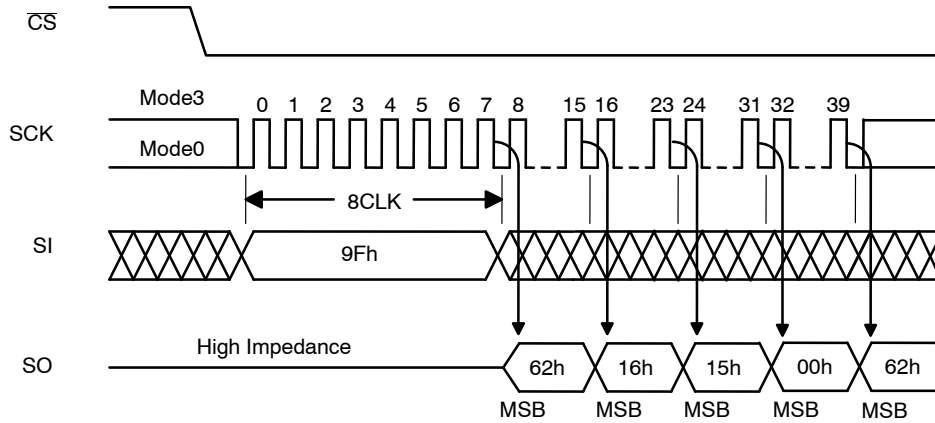 CS
Mode3
0 1 2 3 4 5 6 7 8 15 16 23 24 31 32 39
SCK
Mode0
8CLK
SI
9Fh
High Impedance
SO
62h 16h 15h 00h 62h
MSB MSB MSB MSB MSB